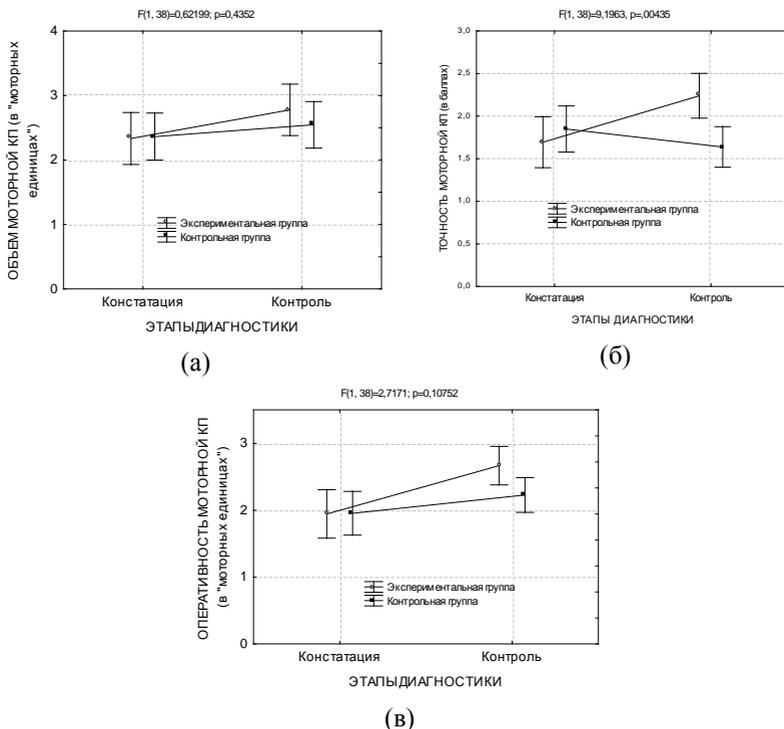 F(1, 38)=0,62199; p=0,4352
ОБЪЕМ МОТОРНОЙ КП (в "моторных
единицах")
4
3
2
1
0
Экспериментальная группа
Контрольная группа
Констатация
Контроль
ЭТАПЫДИАГНОСТИКИ
(а)
F(1, 38)=9,1963, p=,00435
ТОЧНОСТЬ МОТОРНОЙ КП (в баллах)
2,5
2,0
1,5
1,0
0,5
0,0
Экспериментальная группа
Контрольная группа
Констатация
Контроль
ЭТАПЫ ДИАГНОСТИКИ
(б)
F(1, 38)=2,7171; p=0,10752
ОПЕРАТИВНОСТЬ МОТОРНОЙ КП
(в "моторных единицах")
3
2
1
0
Экспериментальная группа
Контрольная группа
Констатация
Контроль
ЭТАПЫДИАГНОСТИКИ
(в)